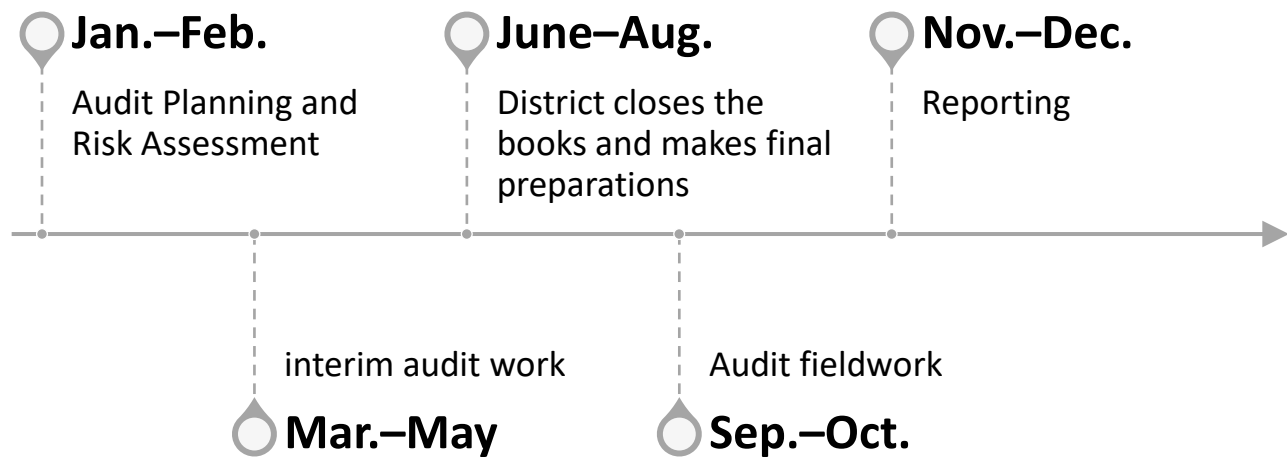 Jan.–Feb.
Audit Planning and
Risk Assessment
June–Aug.
District closes the
books and makes final
preparations
Nov.–Dec.
Reporting
interim audit work
Mar.–May
Audit fieldwork
Sep.–Oct.